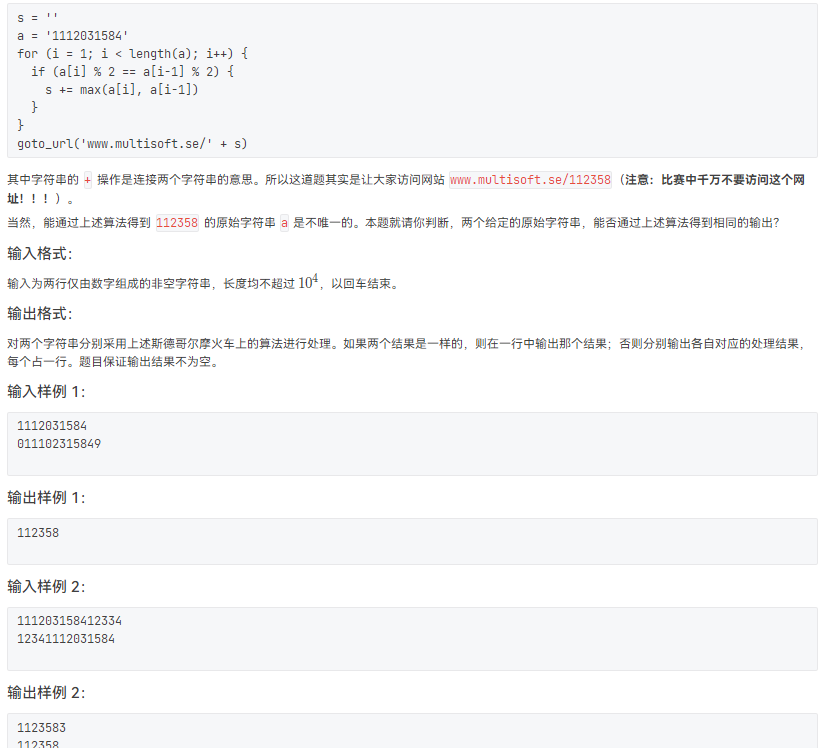 s = ''
a = '1112031584'
for (i = 1; i < length(a); i++) {
  if (a[i] % 2 == a[i-1] % 2) {
    s += max(a[i], a[i-1])
  }
}
goto_url('www.multisoft.se/' + s)
其中字符串的 + 操作是连接两个字符串的意思。所以这道题其实是让大家访问网站 www.multisoft.se/112358（注意：比赛中千万不要访问这个网
址！！！）。
当然，能通过上述算法得到 112358 的原始字符串 a 是不唯一的。本题就请你判断，两个给定的原始字符串，能否通过上述算法得到相同的输出？
输入格式：
输入为两行仅由数字组成的非空字符串，长度均不超过 10^4，以回车结束。
输出格式：
对两个字符串分别采用上述斯德哥尔摩火车上的算法进行处理。如果两个结果是一样的，则在一行中输出那个结果；否则分别输出各自对应的处理结果，
每个占一行。题目保证输出结果不为空。
输入样例 1：
1112031584
011102315849
输出样例 1：
112358
输入样例 2：
111203158412334
12341112031584
输出样例 2：
1123583
112358